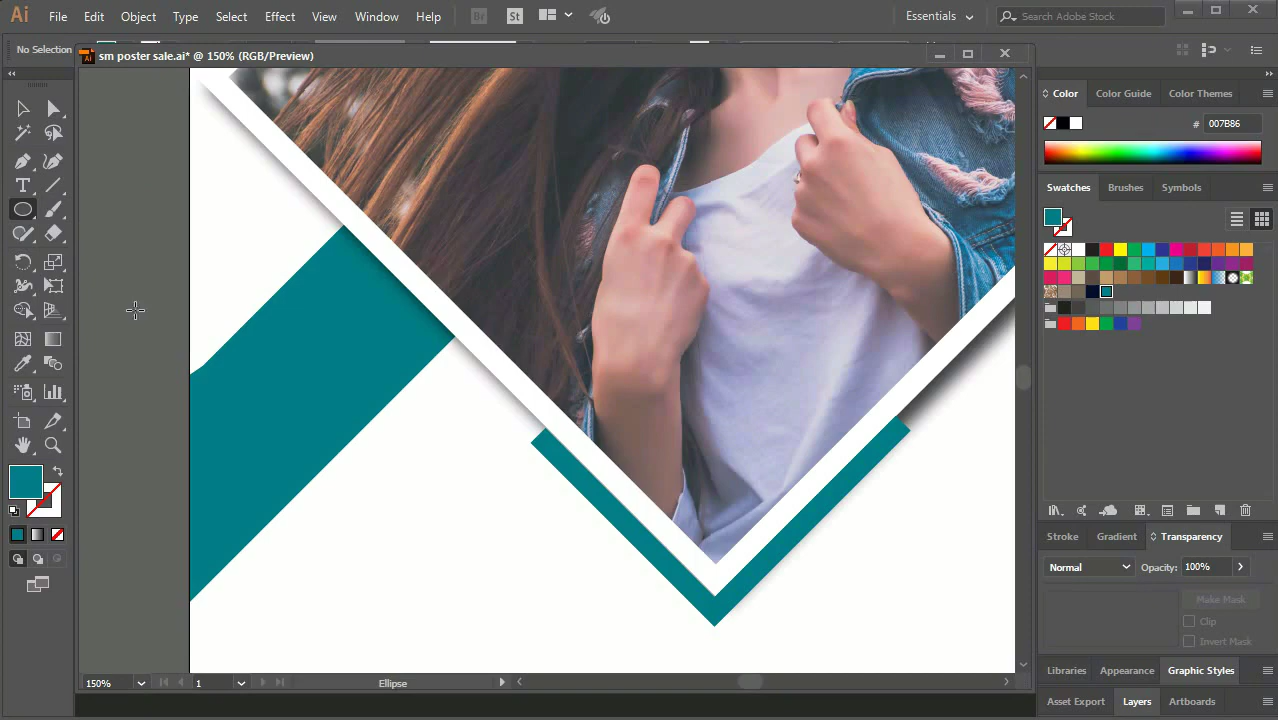 Ai File Edit Object Type Select Effect View Window Help Br St Essentials Search Adobe Stock
No Selection
Ai sm poster sale.ai* @ 150% (RGB/Preview)
Color Color Guide Color Themes
# 007B86
Swatches Brushes Symbols
Stroke Gradient Transparency
Normal Opacity: 100%
Make Mask
Clip
Invert Mask
Libraries Appearance Graphic Styles
150% 1 Ellipse
Asset Export Layers Artboards